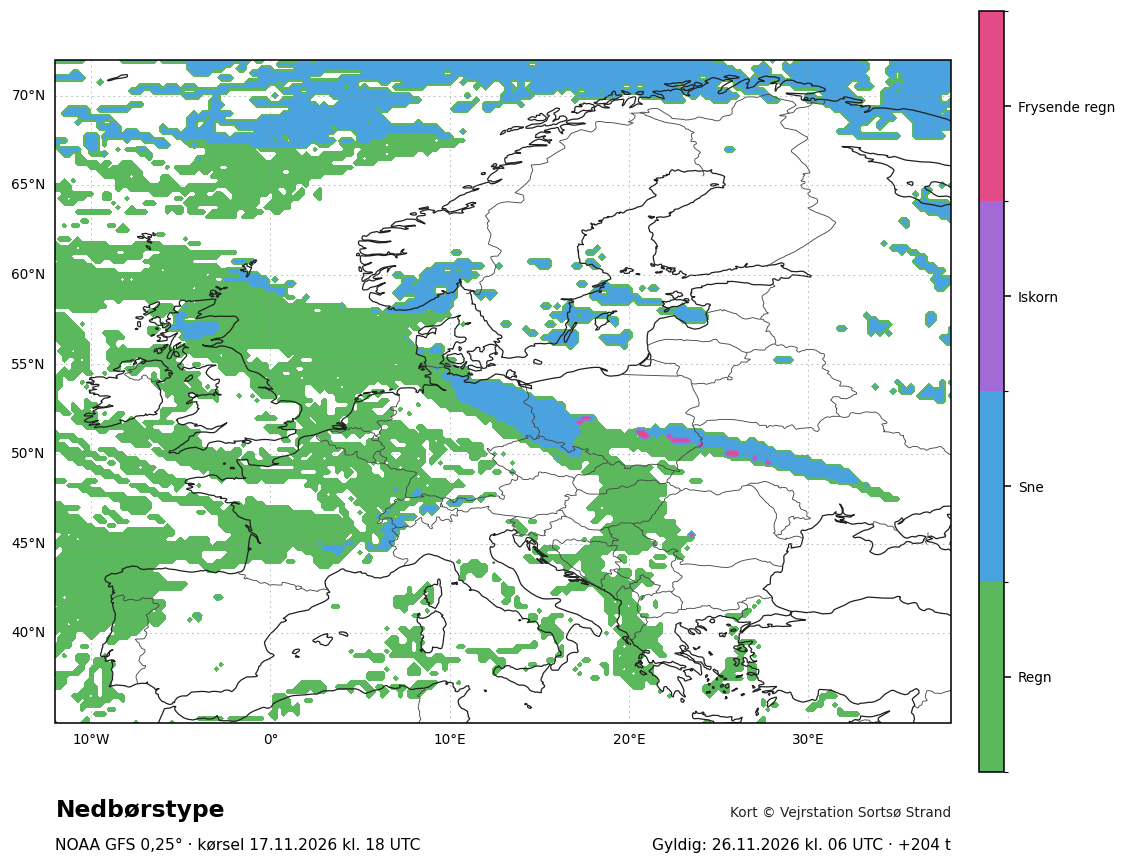 70°N
65°N
60°N
55°N
50°N
45°N
40°N
10°W
0°
10°E
20°E
30°E
Frysende regn
Iskorn
Sne
Regn
Nedbørstype
Kort © Vejrstation Sortsø Strand
NOAA GFS 0,25° · kørsel 17.11.2026 kl. 18 UTC
Gyldig: 26.11.2026 kl. 06 UTC · +204 t